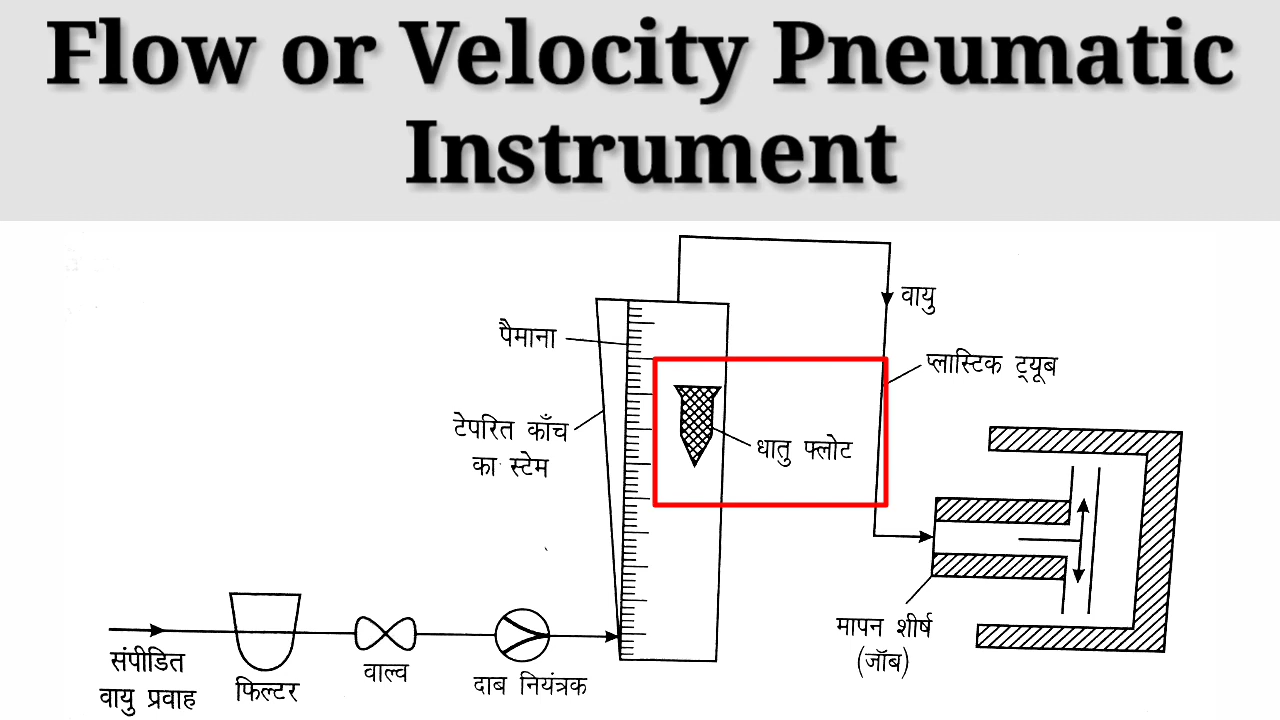 Flow or Velocity Pneumatic
Instrument
वायु
पैमाना
प्लास्टिक ट्यूब
टेपरित काँच
का स्टेम
धातु फ्लोट
मापन शीर्ष
(जॉब)
संपीडित
वायु प्रवाह
फिल्टर
वाल्व
दाब नियंत्रक